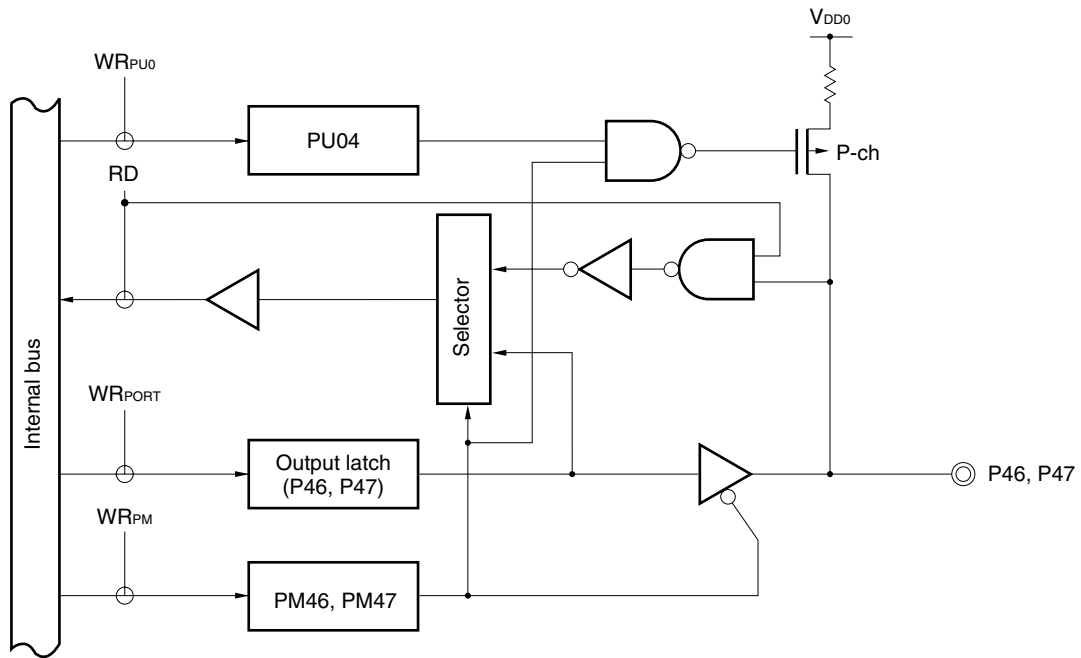 VDD0
WRPU0
PU04
P-ch
RD
Selector
Internal bus
WRPORT
Output latch
(P46, P47)
P46, P47
WRPM
PM46, PM47